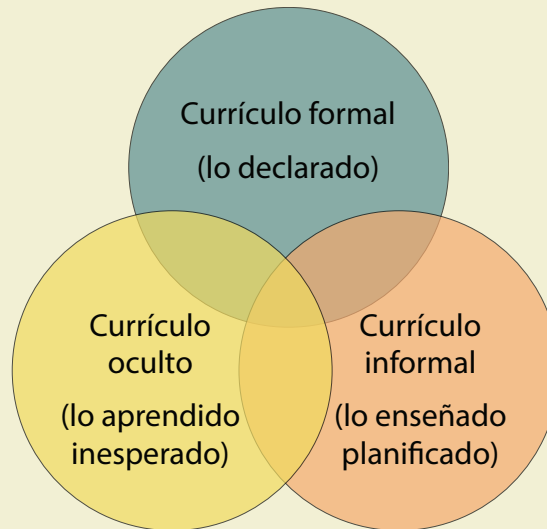 Currículo formal
(lo declarado)
Currículo
oculto
(lo aprendido
inesperado)
Currículo
informal
(lo enseñado
planificado)